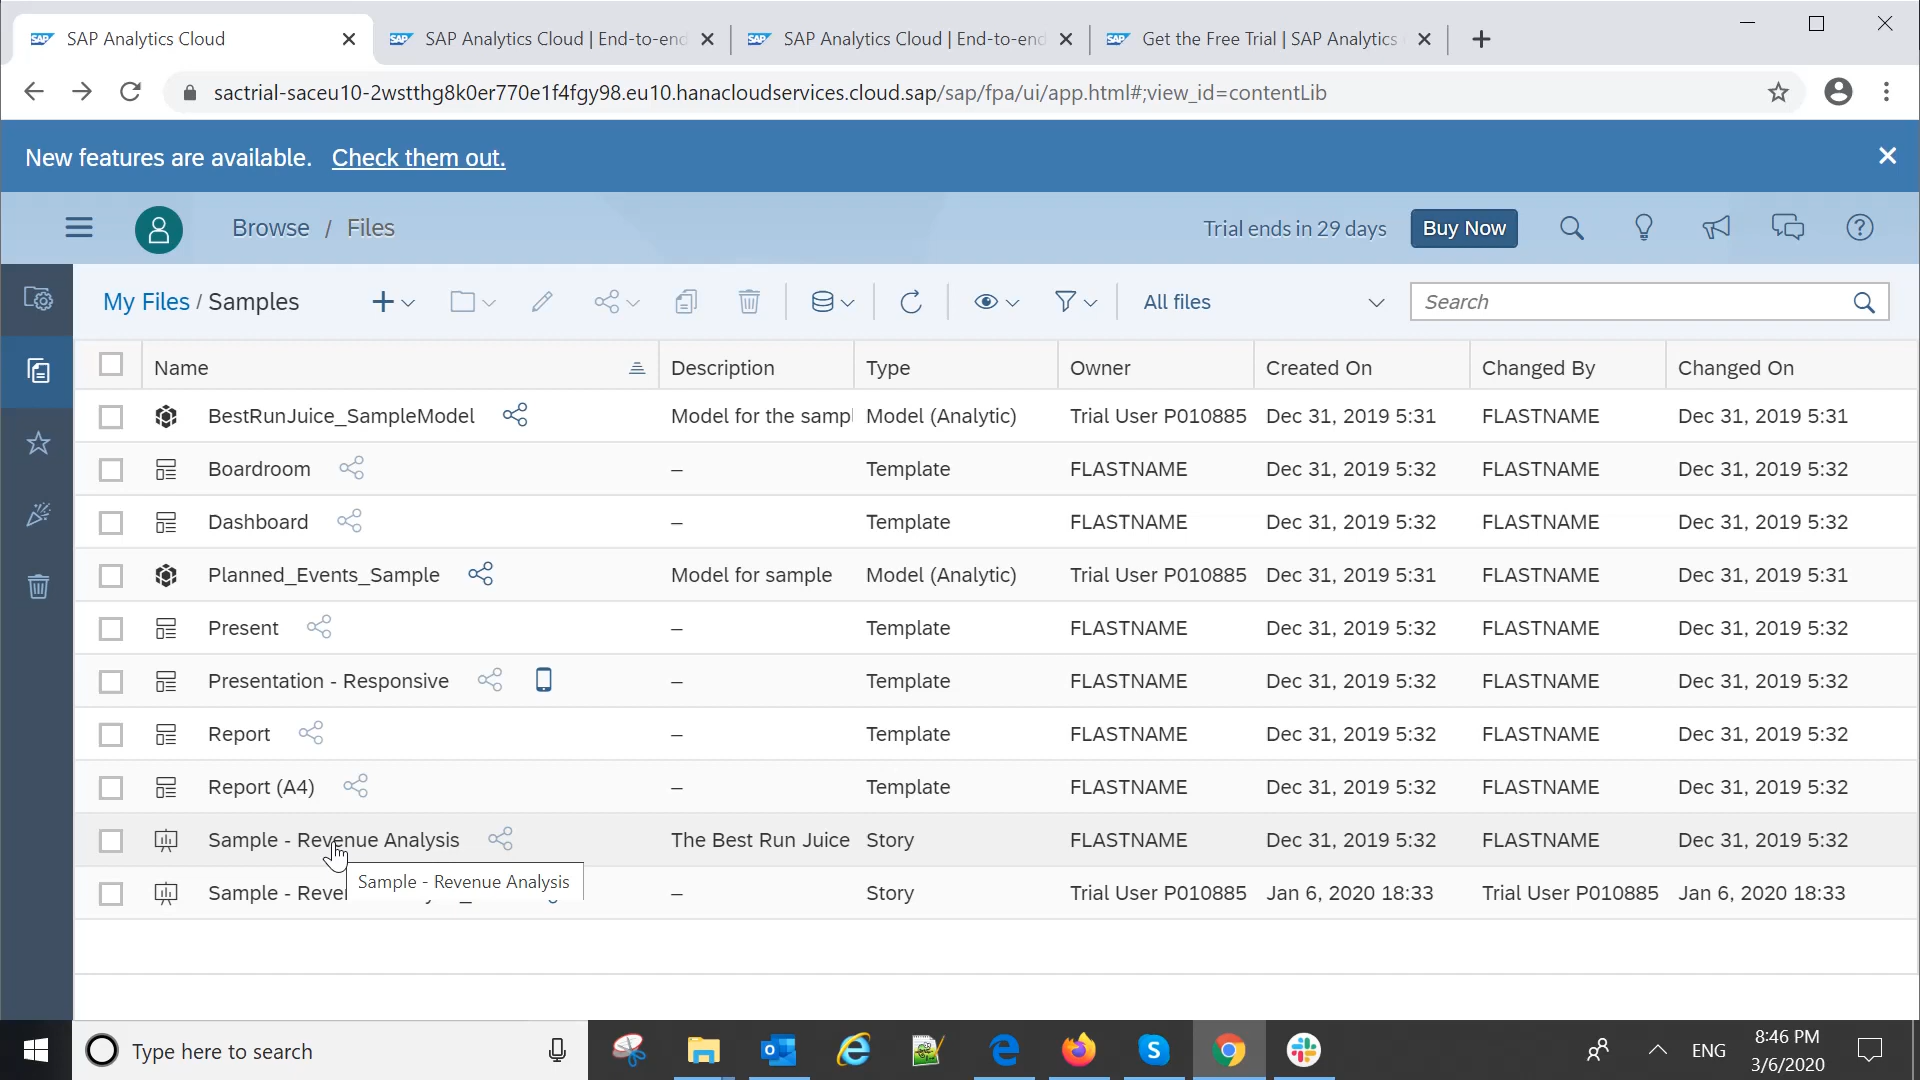 SAP SAP Analytics Cloud SAP SAP Analytics Cloud | End-to-end SAP SAP Analytics Cloud | End-to-end SAP Get the Free Trial | SAP Analytics
sactrial-saceu10-2wstthg8k0er770e1f4fgy98.eu10.hanacloudservices.cloud.sap/sap/fpa/ui/app.html#;view_id=contentLib
New features are available. Check them out.
Browse / Files Trial ends in 29 days Buy Now
My Files / Samples All files Search
Name Description Type Owner Created On Changed By Changed On
BestRunJuice_SampleModel Model for the sampl Model (Analytic) Trial User P010885 Dec 31, 2019 5:31 FLASTNAME Dec 31, 2019 5:31
Boardroom – Template FLASTNAME Dec 31, 2019 5:32 FLASTNAME Dec 31, 2019 5:32
Dashboard – Template FLASTNAME Dec 31, 2019 5:32 FLASTNAME Dec 31, 2019 5:32
Planned_Events_Sample Model for sample Model (Analytic) Trial User P010885 Dec 31, 2019 5:31 FLASTNAME Dec 31, 2019 5:31
Present – Template FLASTNAME Dec 31, 2019 5:32 FLASTNAME Dec 31, 2019 5:32
Presentation - Responsive – Template FLASTNAME Dec 31, 2019 5:32 FLASTNAME Dec 31, 2019 5:32
Report – Template FLASTNAME Dec 31, 2019 5:32 FLASTNAME Dec 31, 2019 5:32
Report (A4) – Template FLASTNAME Dec 31, 2019 5:32 FLASTNAME Dec 31, 2019 5:32
Sample - Revenue Analysis The Best Run Juice Story FLASTNAME Dec 31, 2019 5:32 FLASTNAME Dec 31, 2019 5:32
Sample - Revenue Analysis
Sample - Reve – Story Trial User P010885 Jan 6, 2020 18:33 Trial User P010885 Jan 6, 2020 18:33
Type here to search ENG 8:46 PM
3/6/2020